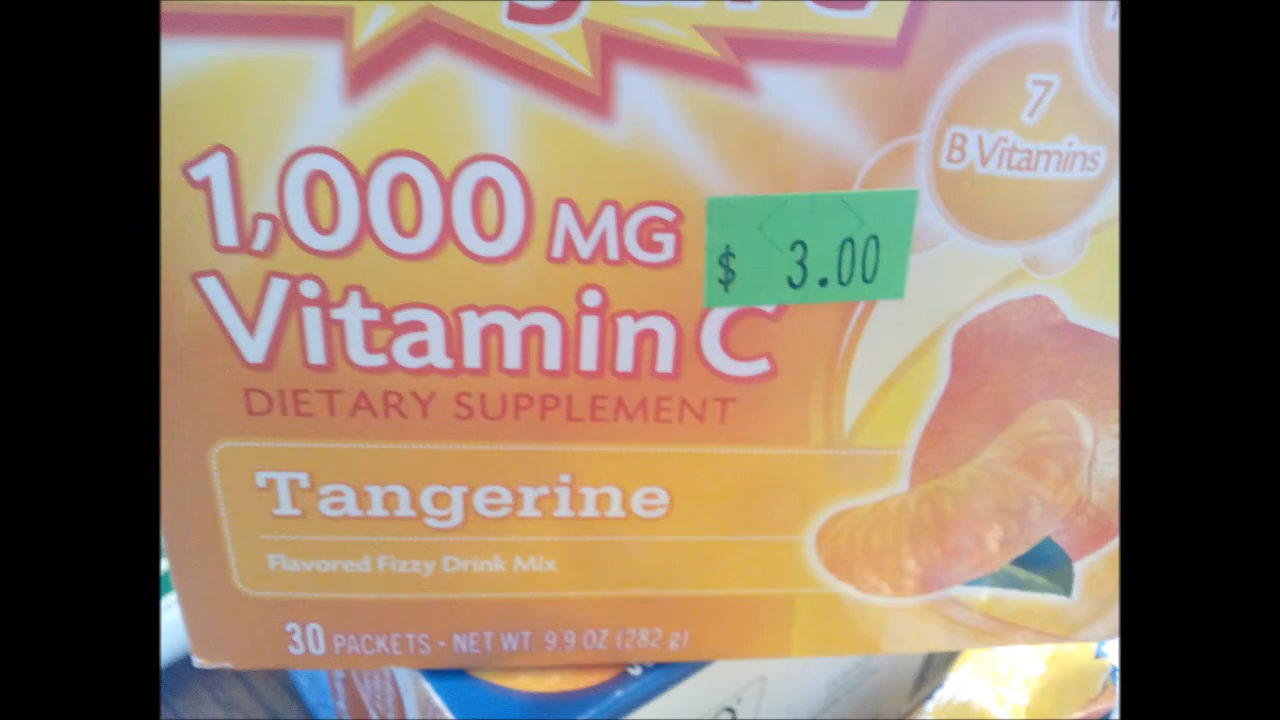 7
B Vitamins
1,000 MG
$ 3.00
Vitamin C
DIETARY SUPPLEMENT
Tangerine
Flavored Fizzy Drink Mix
30 PACKETS - NET WT. 9.9 OZ (282 g)